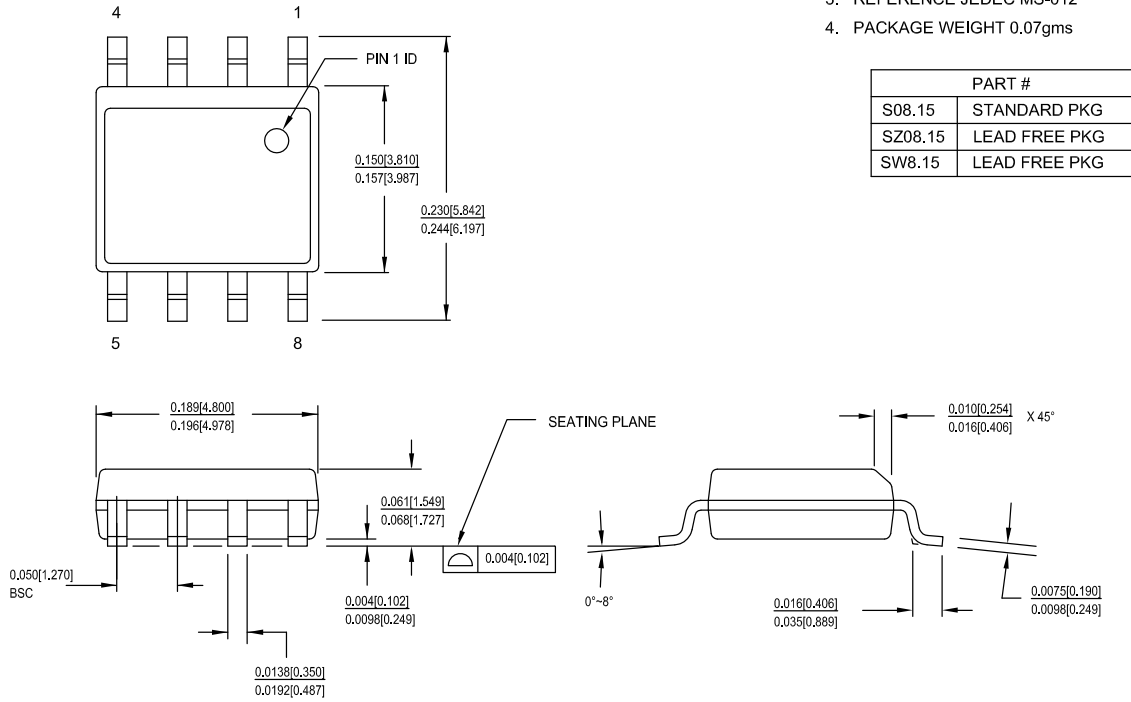 3. REFERENCE JEDEC MS-012
4. PACKAGE WEIGHT 0.07gms
PART #
S08.15 STANDARD PKG
SZ08.15 LEAD FREE PKG
SW8.15 LEAD FREE PKG
4 1
PIN 1 ID
0.150[3.810]
0.157[3.987]
0.230[5.842]
0.244[6.197]
5 8
0.189[4.800]
0.196[4.978]
SEATING PLANE
0.010[0.254]
0.016[0.406]
X 45°
0.061[1.549]
0.068[1.727]
0.004[0.102]
0.050[1.270]
BSC
0.004[0.102]
0.0098[0.249]
0°~8°
0.016[0.406]
0.035[0.889]
0.0075[0.190]
0.0098[0.249]
0.0138[0.350]
0.0192[0.487]